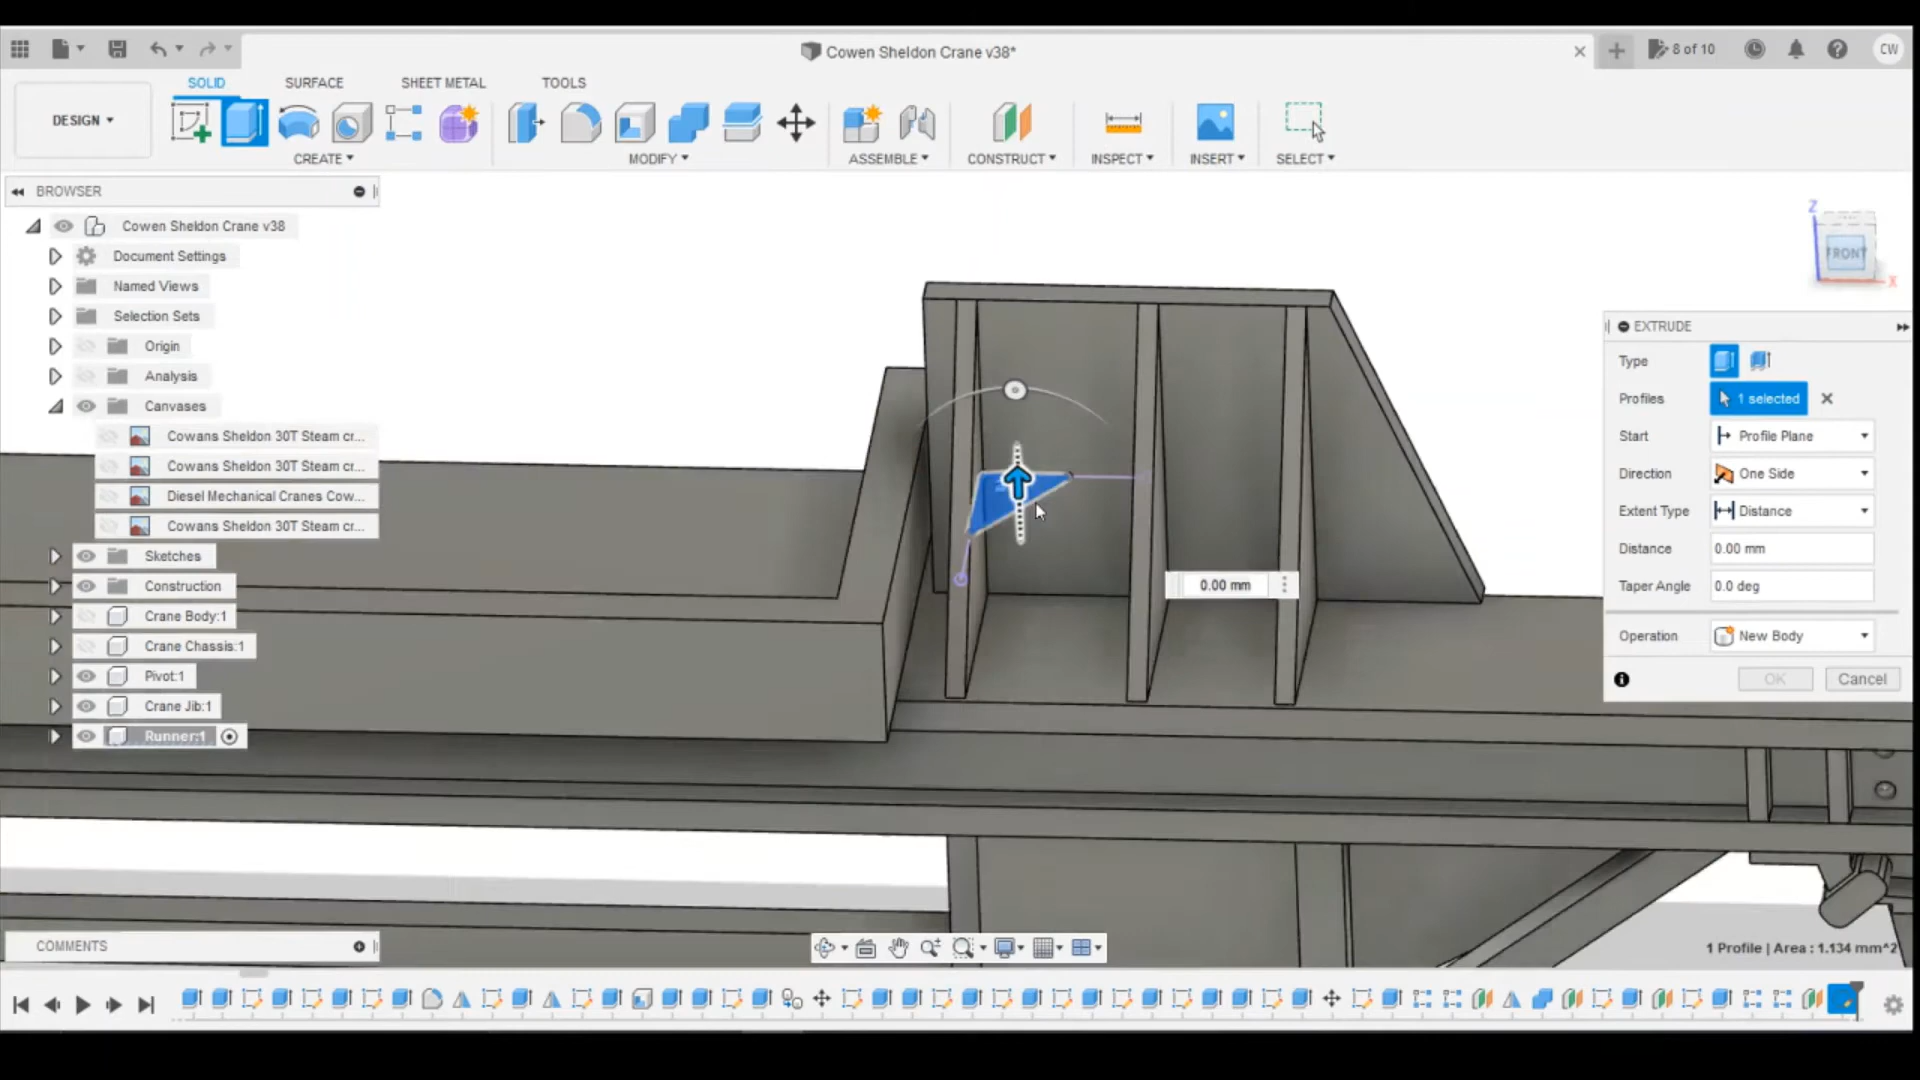 Cowen Sheldon Crane v38*
8 of 10
CW
SOLID
SURFACE
SHEET METAL
TOOLS
DESIGN
CREATE
MODIFY
ASSEMBLE
CONSTRUCT
INSPECT
INSERT
SELECT
BROWSER
Cowen Sheldon Crane v38
Document Settings
Named Views
Selection Sets
Origin
Analysis
Canvases
Cowans Sheldon 30T Steam cr...
Cowans Sheldon 30T Steam cr...
Diesel Mechanical Cranes Cow...
Cowans Sheldon 30T Steam cr...
Sketches
Construction
Crane Body:1
Crane Chassis:1
Pivot:1
Crane Jib:1
Runner:1
Z
FRONT
X
EXTRUDE
Type
Profiles 1 selected
Start Profile Plane
Direction One Side
Extent Type Distance
Distance 0.00 mm
Taper Angle 0.0 deg
Operation New Body
OK Cancel
0.00 mm
COMMENTS
1 Profile | Area : 1.134 mm^2